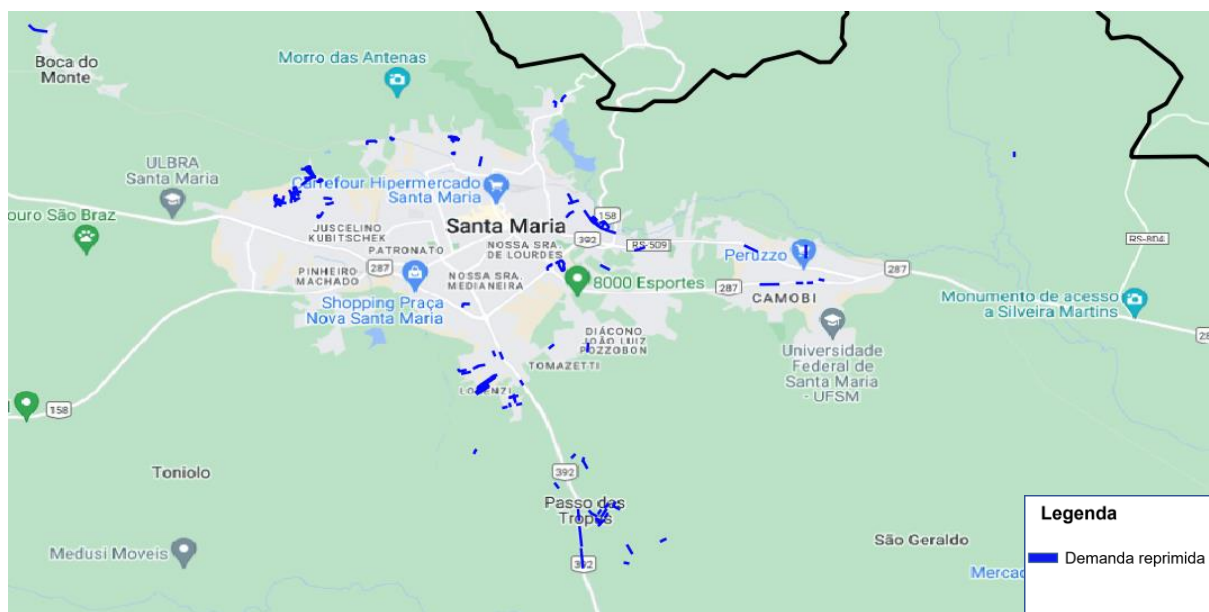 Boca do
Monte
Morro das Antenas
ULBRA
Santa Maria
ouro São Braz
Carrefour Hipermercado
Santa Maria
JUSCELINO
KUBITSCHEK
PATRONATO
Santa Maria
158
392
RS-509
NOSSA SRA.
DE LOURDES
PINHEIRO
MACHADO
287
NOSSA SRA.
MEDIANEIRA
Shopping Praça
Nova Santa Maria
8000 Esportes
Peruzzo
287
287
CAMOBI
RS-804
Monumento de acesso
a Silveira Martins
28
DIÁCONO
JOÃO LUIZ
POZZOBON
TOMAZETTI
LORENZI
Universidade
Federal de
Santa Maria
- UFSM
158
Toniolo
392
Passo das
Tropas
Medusi Moveis
392
São Geraldo
Mercad
Legenda
Demanda reprimida